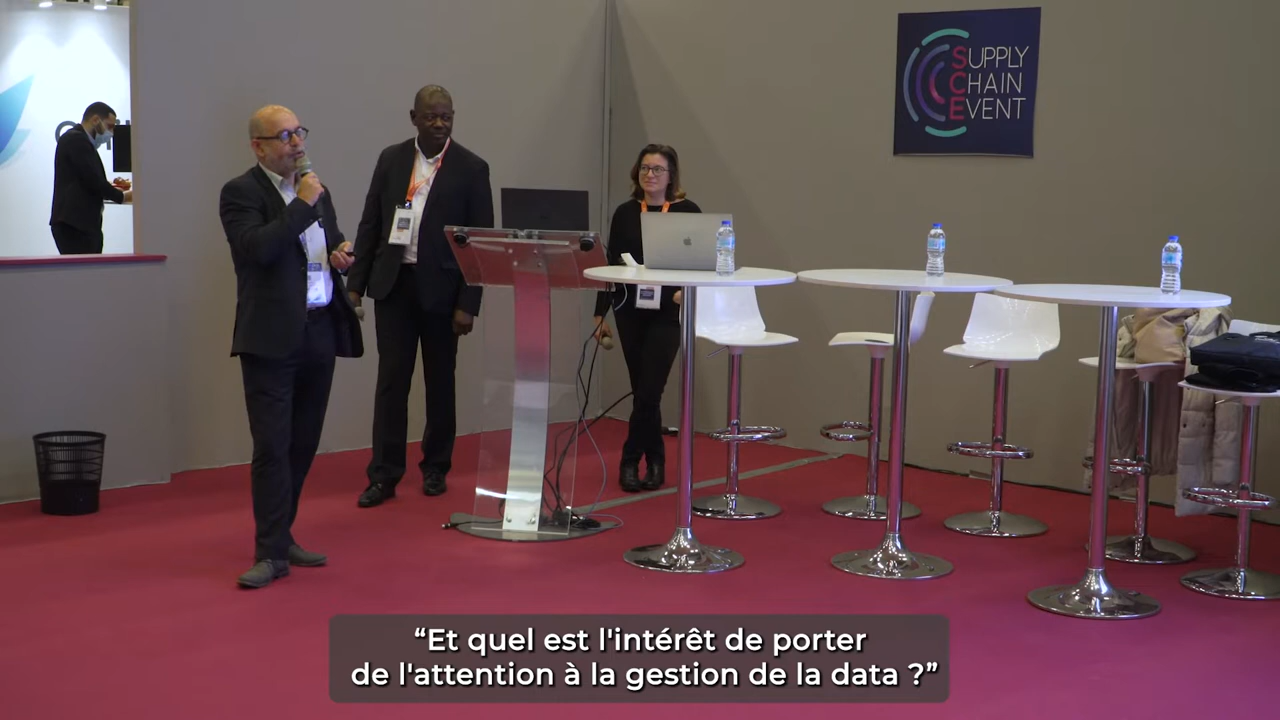 SUPPLY
CHAIN
EVENT
“Et quel est l'intérêt de porter
de l'attention à la gestion de la data ?”